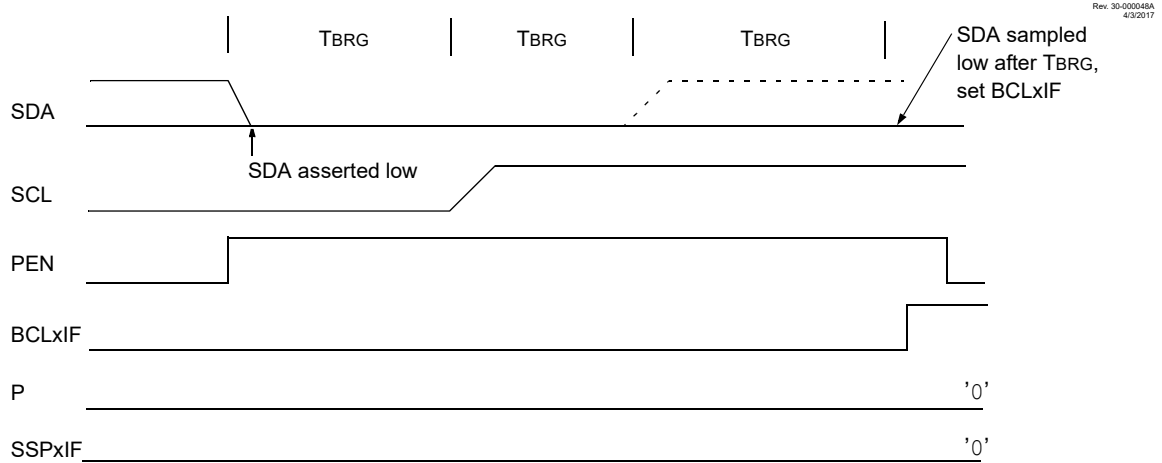 Rev. 30-000048A
4/3/2017
TBRG
TBRG
TBRG
SDA sampled
low after TBRG,
set BCLxIF
SDA
SDA asserted low
SCL
PEN
BCLxIF
P
'0'
SSPxIF
'0'